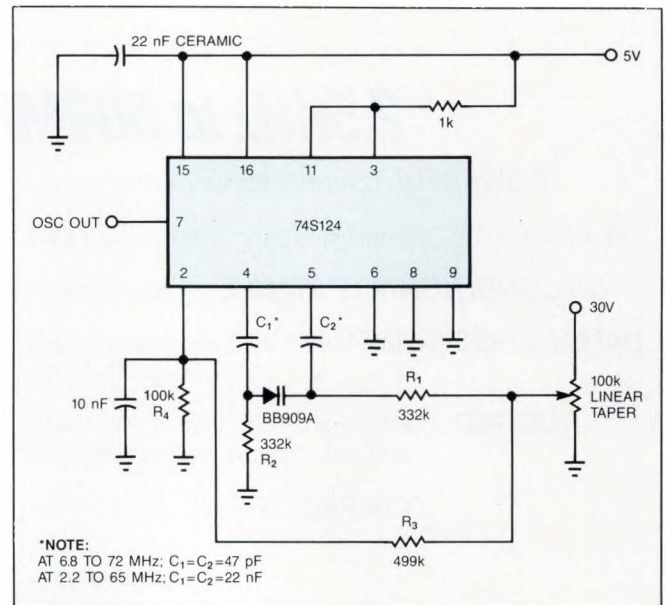 22 nF CERAMIC
5V
1k
15
16
11
3
OSC OUT
7
74S124
2
4
5
6
8
9
C₁*
C₂*
30V
10 nF
100k
R₄
BB909A
R₁
332k
100k
LINEAR
TAPER
332k
R₂
R₃
499k
*NOTE:
AT 6.8 TO 72 MHz; C₁=C₂=47 pF
AT 2.2 TO 65 MHz; C₁=C₂=22 nF